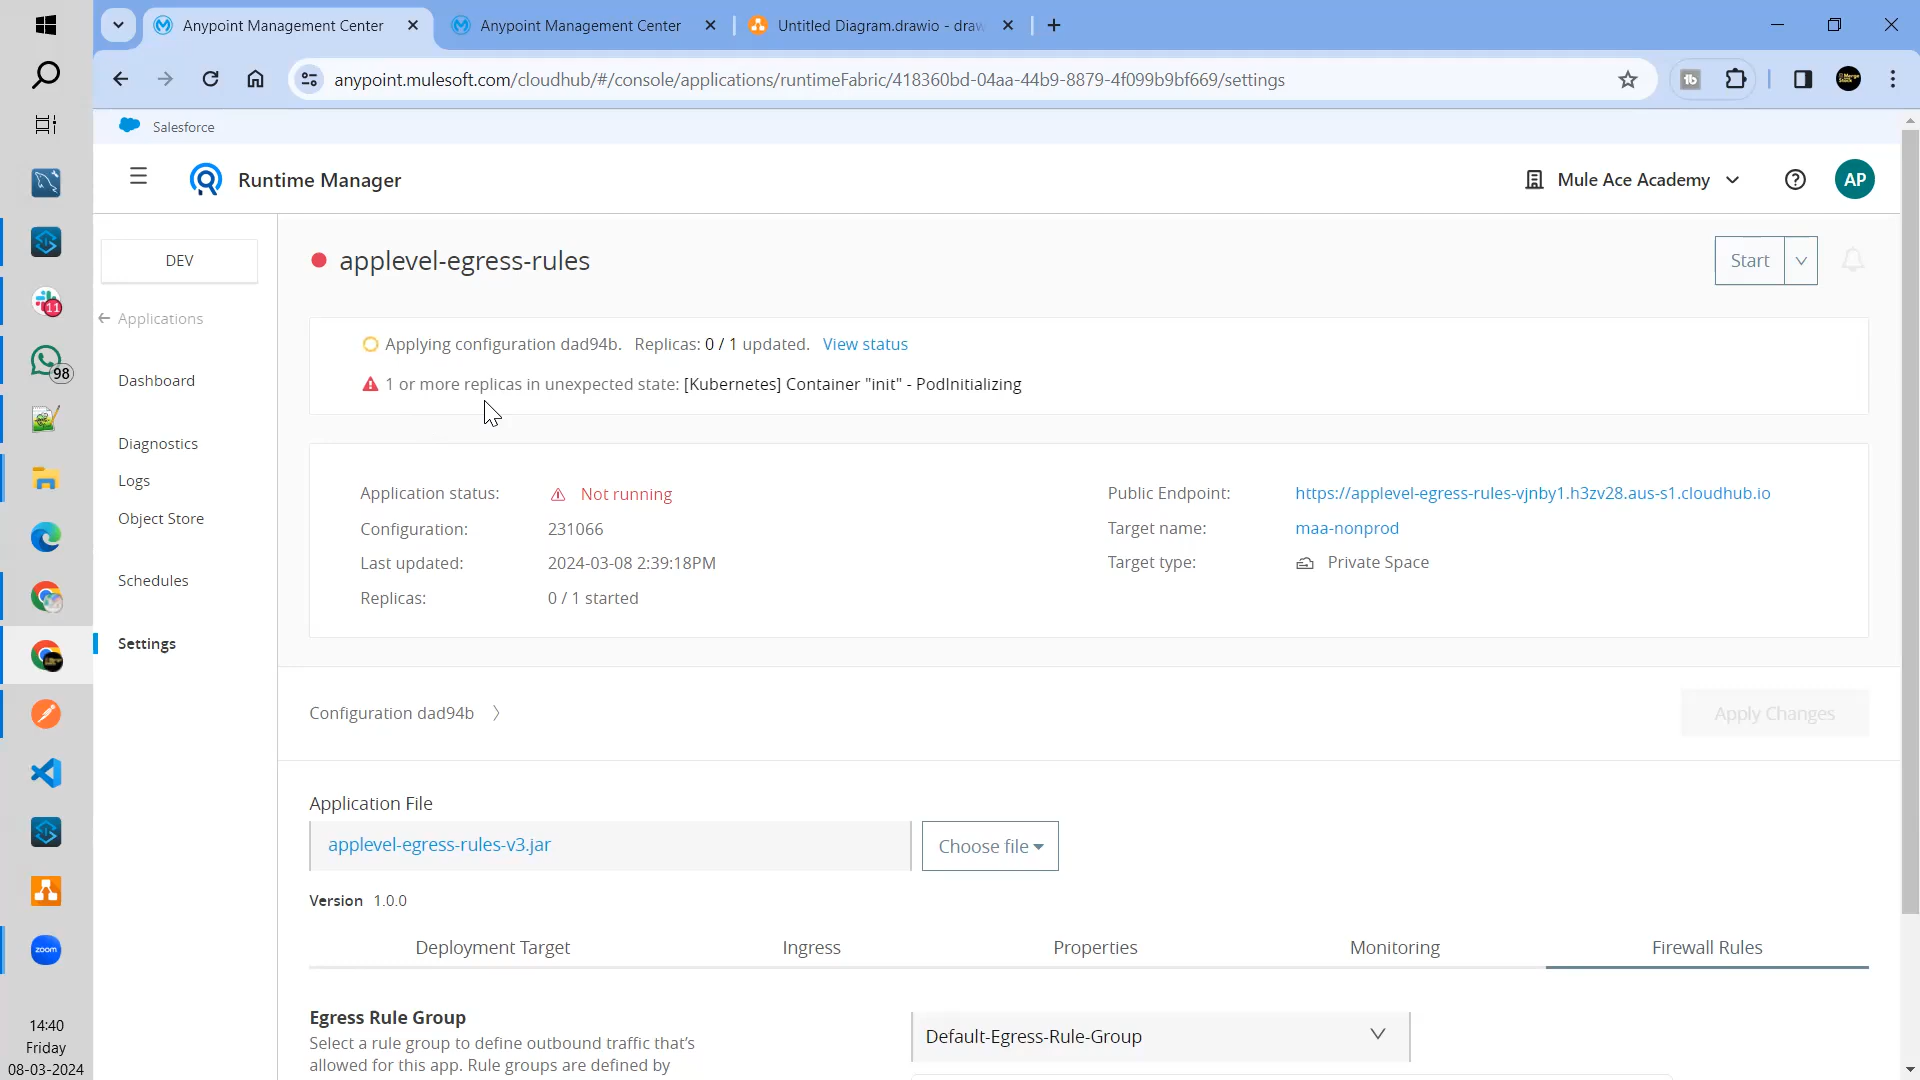 Anypoint Management Center
Anypoint Management Center
Untitled Diagram.drawio - draw
anypoint.mulesoft.com/cloudhub/#/console/applications/runtimeFabric/418360bd-04aa-44b9-8879-4f099b9bf669/settings
Salesforce
Runtime Manager
Mule Ace Academy
AP
DEV
Applications
Dashboard
Diagnostics
Logs
Object Store
Schedules
Settings
applevel-egress-rules
Start
Applying configuration dad94b. Replicas: 0 / 1 updated. View status
1 or more replicas in unexpected state: [Kubernetes] Container "init" - PodInitializing
Application status: Not running
Configuration: 231066
Last updated: 2024-03-08 2:39:18PM
Replicas: 0 / 1 started
Public Endpoint: https://applevel-egress-rules-vjnby1.h3zv28.aus-s1.cloudhub.io
Target name: maa-nonprod
Target type: Private Space
Configuration dad94b
Apply Changes
Application File
applevel-egress-rules-v3.jar
Choose file
Version 1.0.0
Deployment Target
Ingress
Properties
Monitoring
Firewall Rules
Egress Rule Group
Select a rule group to define outbound traffic that's
allowed for this app. Rule groups are defined by
Default-Egress-Rule-Group
11
98
zoom
14:40
Friday
08-03-2024